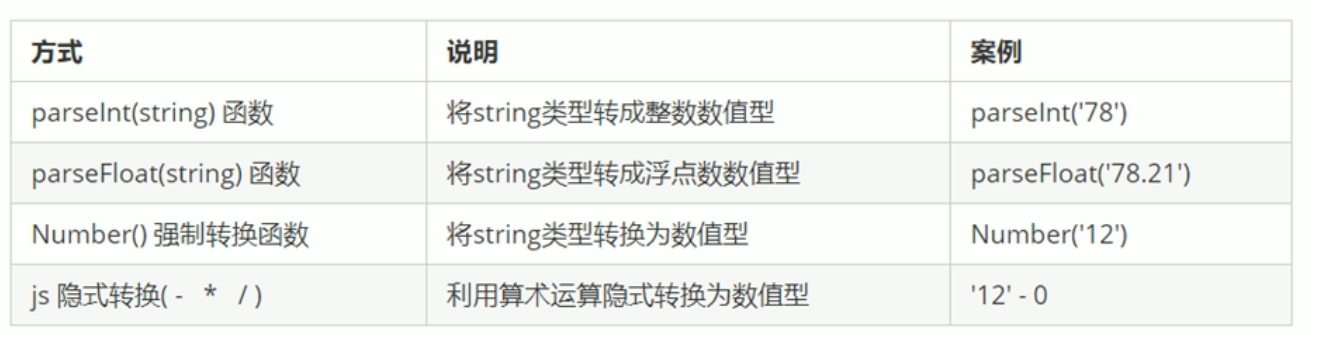 方式 说明 案例
parseInt(string) 函数 将string类型转成整数数值型 parseInt('78')
parseFloat(string) 函数 将string类型转成浮点数数值型 parseFloat('78.21')
Number() 强制转换函数 将string类型转换为数值型 Number('12')
js 隐式转换( - * / ) 利用算术运算隐式转换为数值型 '12' - 0